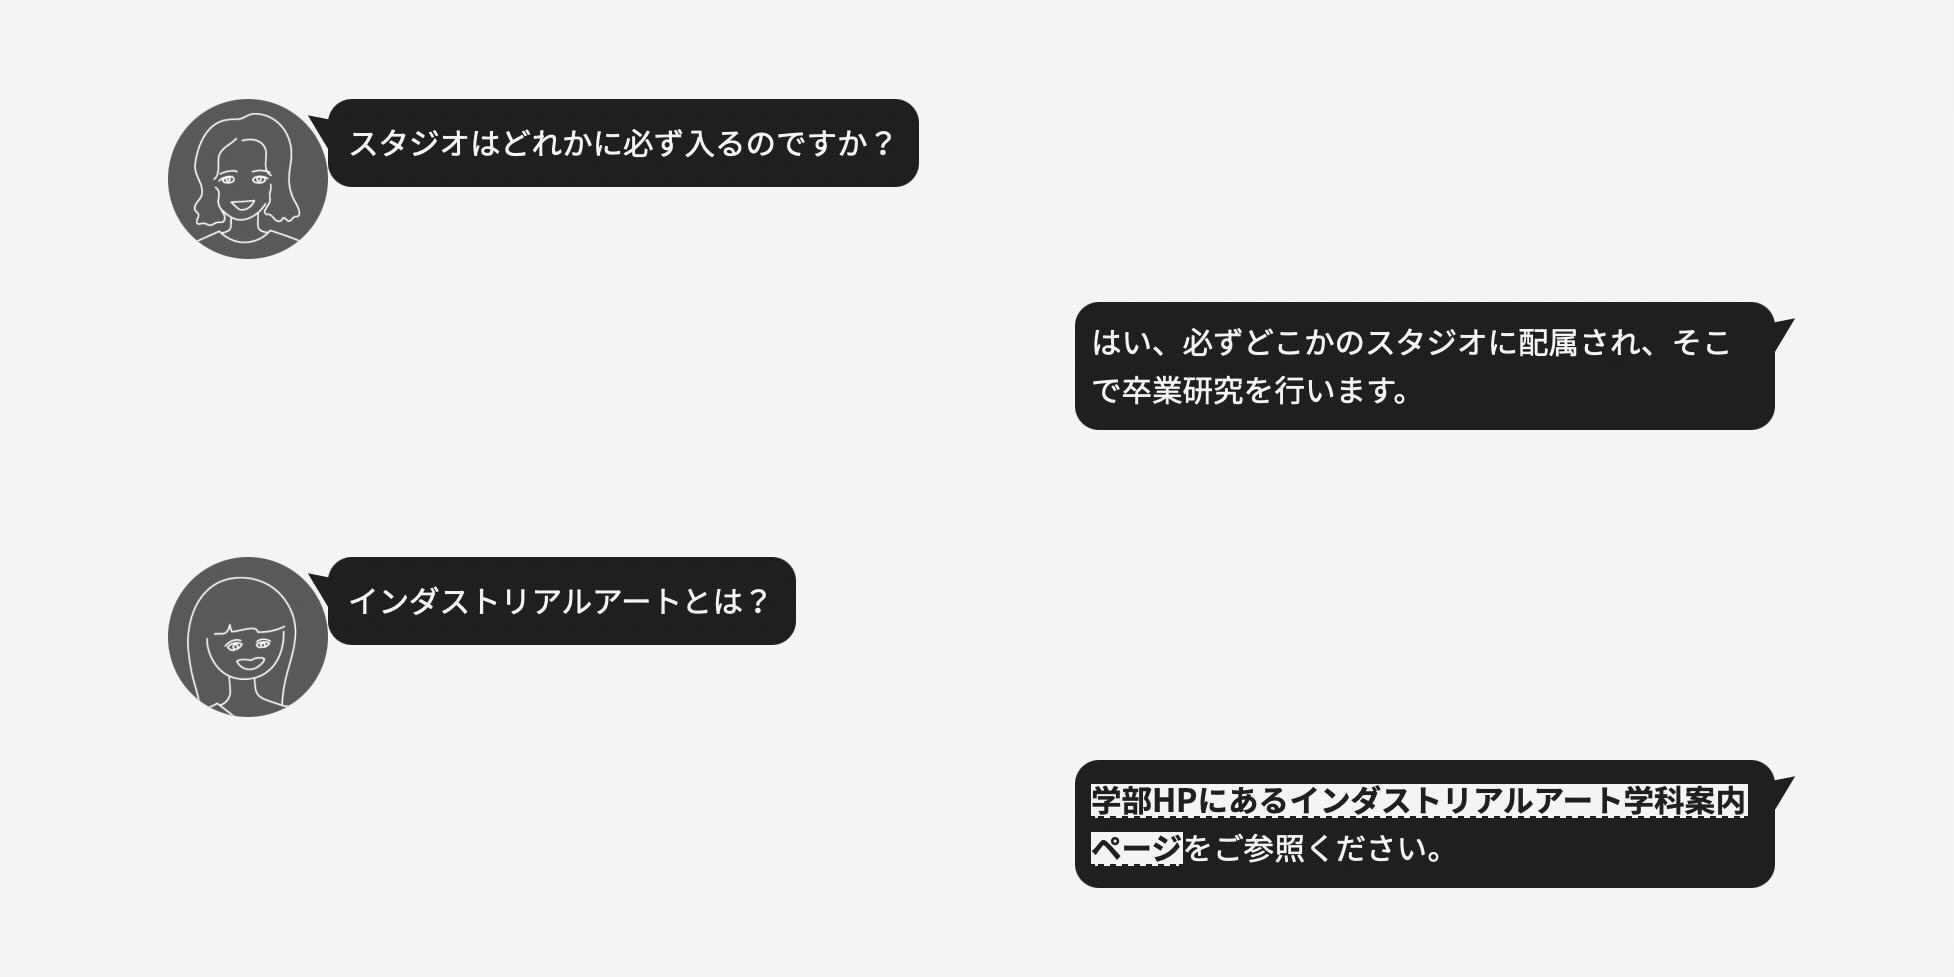 スタジオはどれかに必ず入るのですか？
はい、必ずどこかのスタジオに配属され、そこ
で卒業研究を行います。
インダストリアルアートとは？
学部HPにあるインダストリアルアート学科案内
ページをご参照ください。